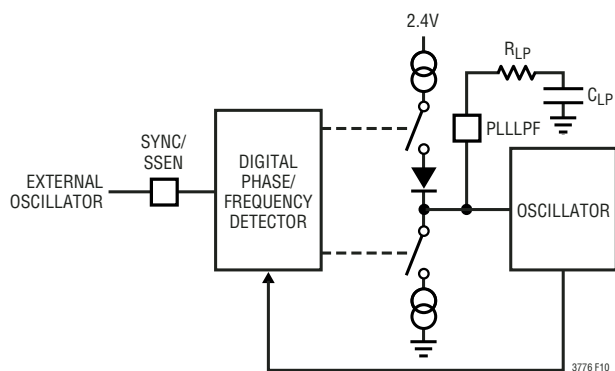 2.4V
RLP
CLP
PLLLPF
SYNC/
SSEN
EXTERNAL
OSCILLATOR
DIGITAL
PHASE/
FREQUENCY
DETECTOR
OSCILLATOR
3776 F10